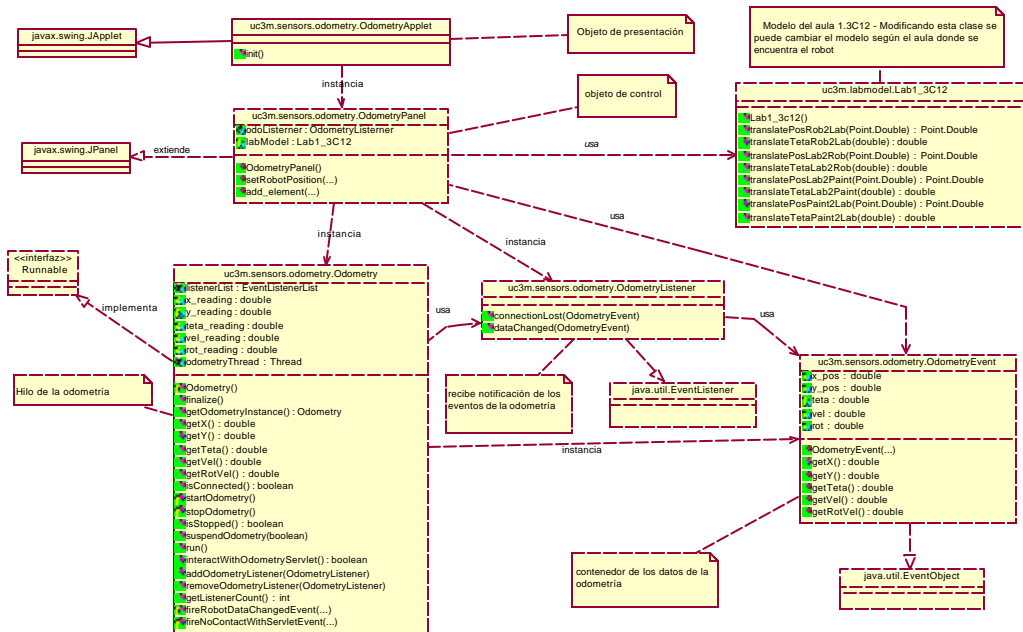 javax.swing.JApplet
uc3m.sensors.odometry.OdometryApplet
init()
Objeto de presentación
Modelo del aula 1.3C12 - Modificando esta clase se
puede cambiar el modelo según el aula donde se
encuentra el robot
instancia
objeto de control
uc3m.labmodel.Lab1_3C12
Lab1_3c12()
translatePosRob2Lab(Point.Double) : Point.Double
translateTetaRob2Lab(double) : double
translatePosLab2Rob(Point.Double) : Point.Double
translateTetaLab2Rob(double) : double
translatePosLab2Paint(Point.Double) : Point.Double
translateTetaLab2Paint(double) : double
translatePosPaint2Lab(Point.Double) : Point.Double
translateTetaPaint2Lab(double) : double
uc3m.sensors.odometry.OdometryPanel
odoListerner : OdometryListerner
labModel : Lab1_3C12
OdometryPanel()
setRobotPosition(...)
add_element(...)
javax.swing.JPanel
extiende
usa
usa
instancia
instancia
<<interfaz>>
Runnable
implementa
uc3m.sensors.odometry.Odometry
listenerList : EventListenerList
x_reading : double
y_reading : double
teta_reading : double
vel_reading : double
rot_reading : double
odometryThread : Thread
Odometry()
finalize()
getOdometryInstance() : Odometry
getX() : double
getY() : double
getTeta() : double
getVel() : double
getRotVel() : double
isConnected() : boolean
startOdometry()
stopOdometry()
isStopped() : boolean
suspendOdometry(boolean)
run()
interactWithOdometryServlet() : boolean
addOdometryListener(OdometryListener)
removeOdometryListener(OdometryListener)
getListenerCount() : int
fireRobotDataChangedEvent(...)
fireNoContactWithServletEvent(...)
Hilo de la odometría
usa
uc3m.sensors.odometry.OdometryListener
connectionLost(OdometryEvent)
dataChanged(OdometryEvent)
usa
recibe notificación de los
eventos de la odometría
java.util.EventListener
instancia
uc3m.sensors.odometry.OdometryEvent
x_pos : double
y_pos : double
teta : double
vel : double
rot : double
OdometryEvent(...)
getX() : double
getY() : double
getTeta() : double
getVel() : double
getRotVel() : double
contenedor de los datos de la
odometría
java.util.EventObject